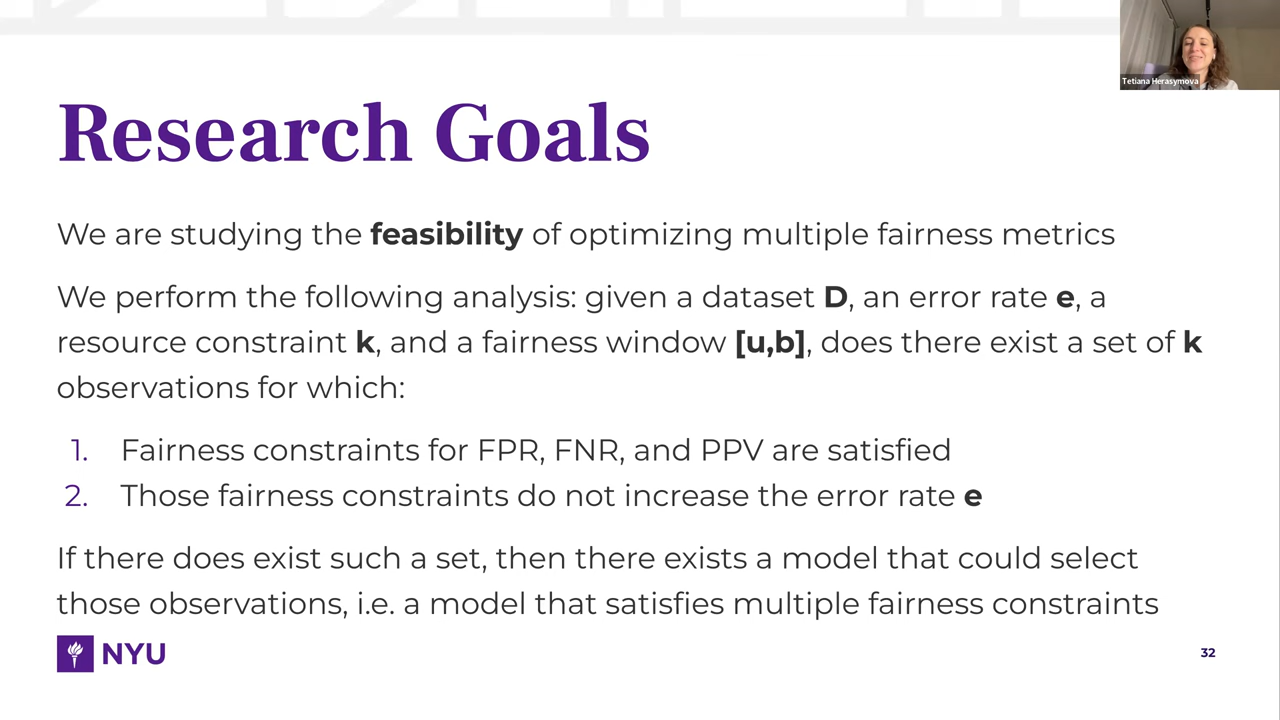 Tetiana Herasymova
Research Goals
We are studying the feasibility of optimizing multiple fairness metrics
We perform the following analysis: given a dataset D, an error rate e, a
resource constraint k, and a fairness window [u,b], does there exist a set of k
observations for which:
1. Fairness constraints for FPR, FNR, and PPV are satisfied
2. Those fairness constraints do not increase the error rate e
If there does exist such a set, then there exists a model that could select
those observations, i.e. a model that satisfies multiple fairness constraints
NYU
32